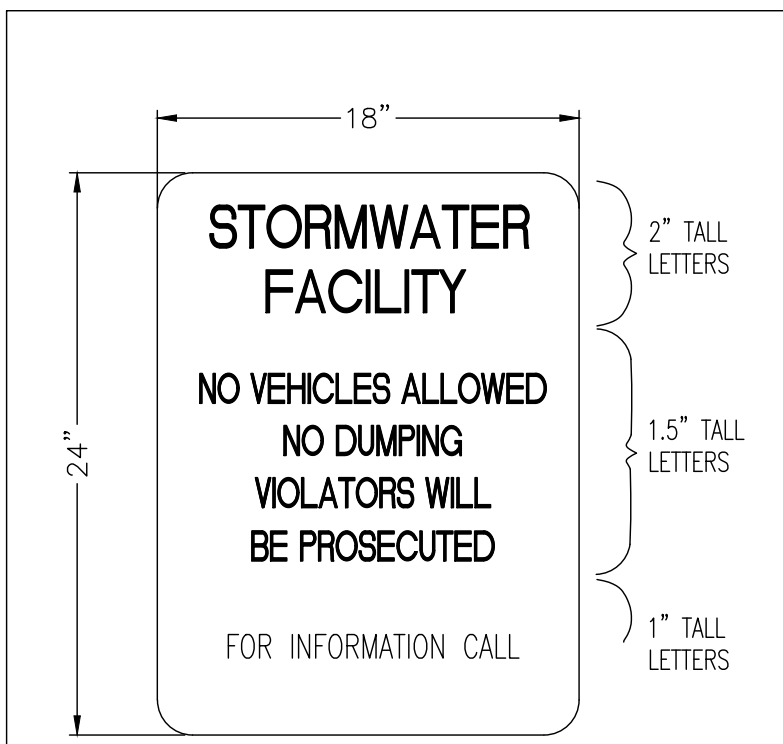 18”
STORMWATER
FACILITY
2” TALL
LETTERS
NO VEHICLES ALLOWED
NO DUMPING
VIOLATORS WILL
BE PROSECUTED
1.5” TALL
LETTERS
24”
FOR INFORMATION CALL
1” TALL
LETTERS